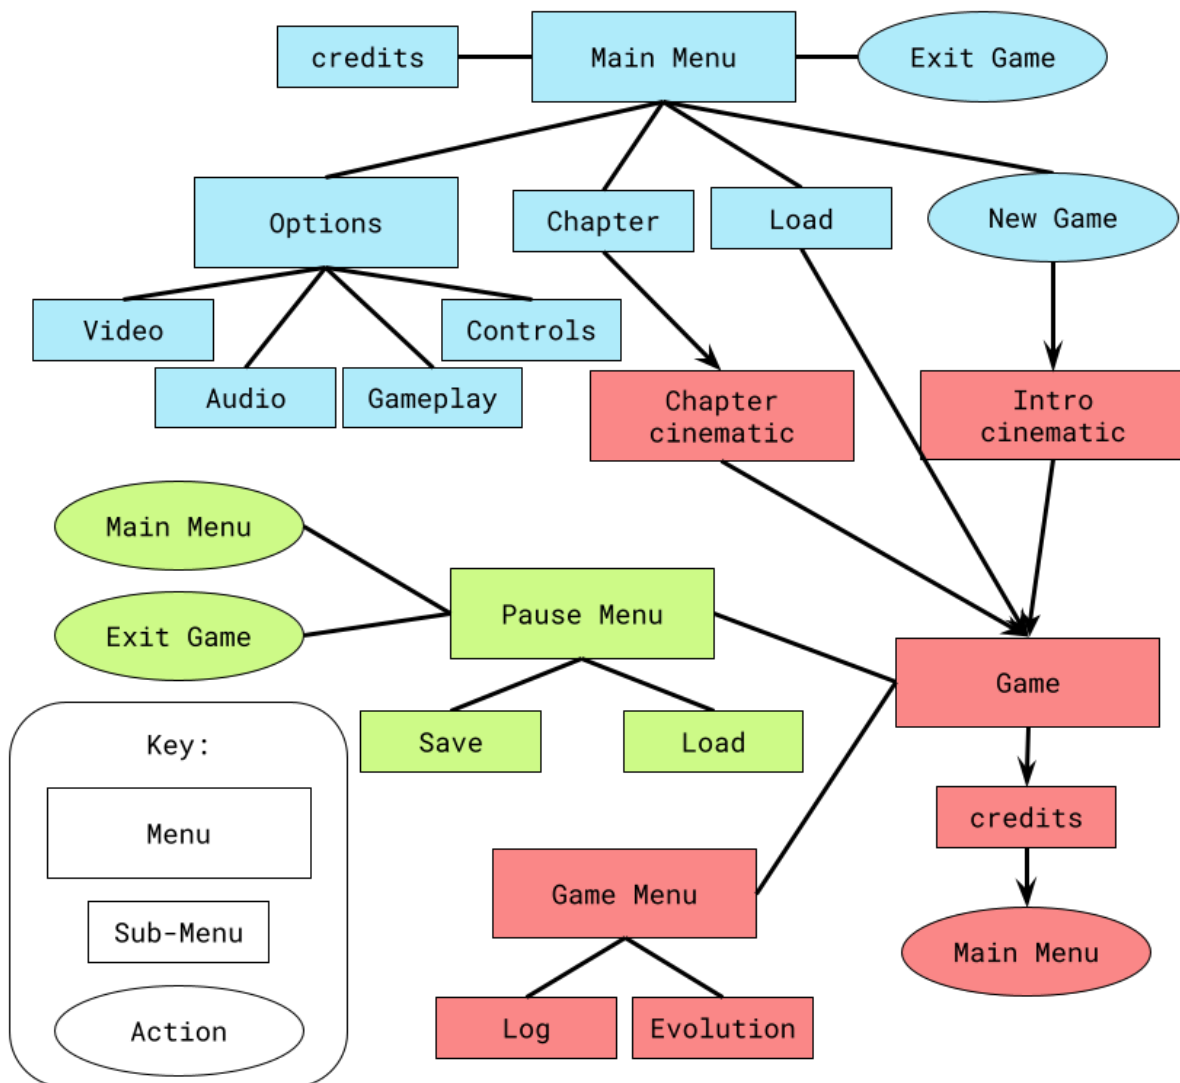 credits
Main Menu
Exit Game
Options
Chapter
Load
New Game
Video
Controls
Audio
Gameplay
Chapter
cinematic
Intro
cinematic
Main Menu
Exit Game
Pause Menu
Save
Load
Game
credits
Main Menu
Game Menu
Log
Evolution
Key:
Menu
Sub-Menu
Action